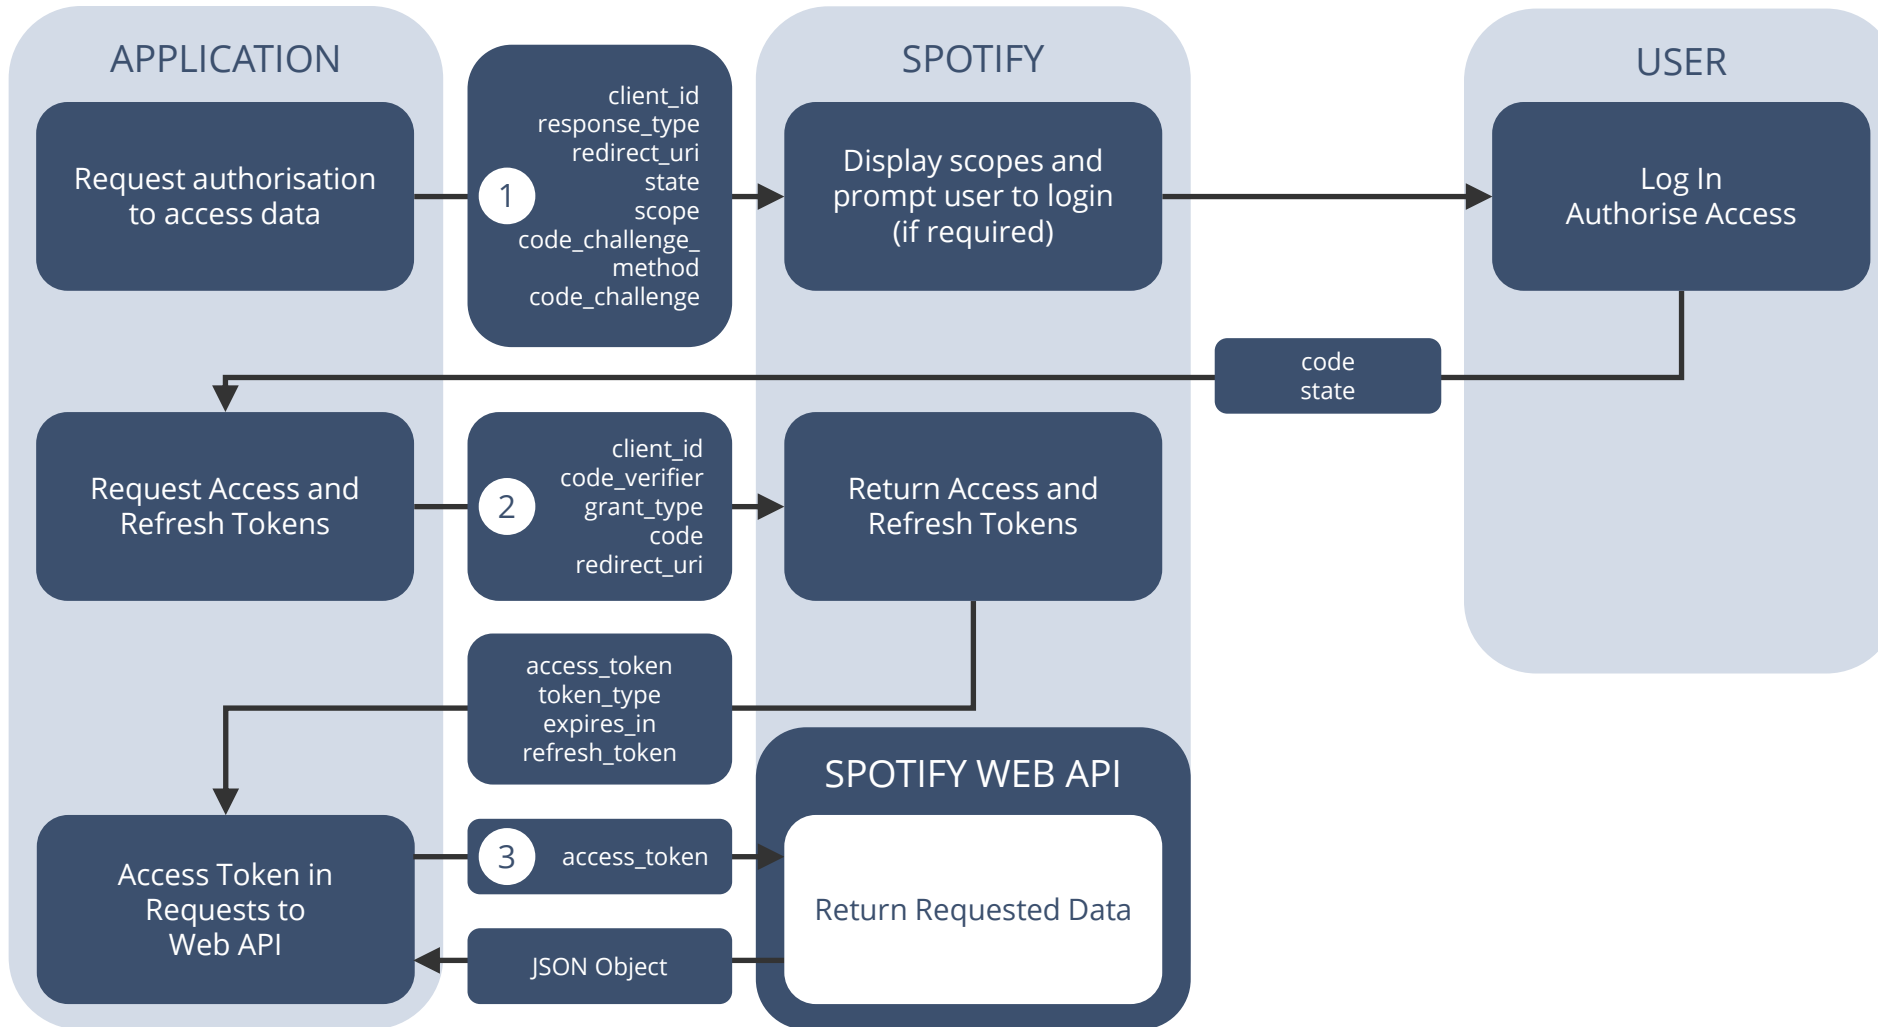 APPLICATION
SPOTIFY
USER
Request authorisation
to access data
1
client_id
response_type
redirect_uri
state
scope
code_challenge_
method
code_challenge
Display scopes and
prompt user to login
(if required)
Log In
Authorise Access
code
state
Request Access and
Refresh Tokens
2
client_id
code_verifier
grant_type
code
redirect_uri
Return Access and
Refresh Tokens
access_token
token_type
expires_in
refresh_token
SPOTIFY WEB API
Access Token in
Requests to
Web API
3
access_token
Return Requested Data
JSON Object